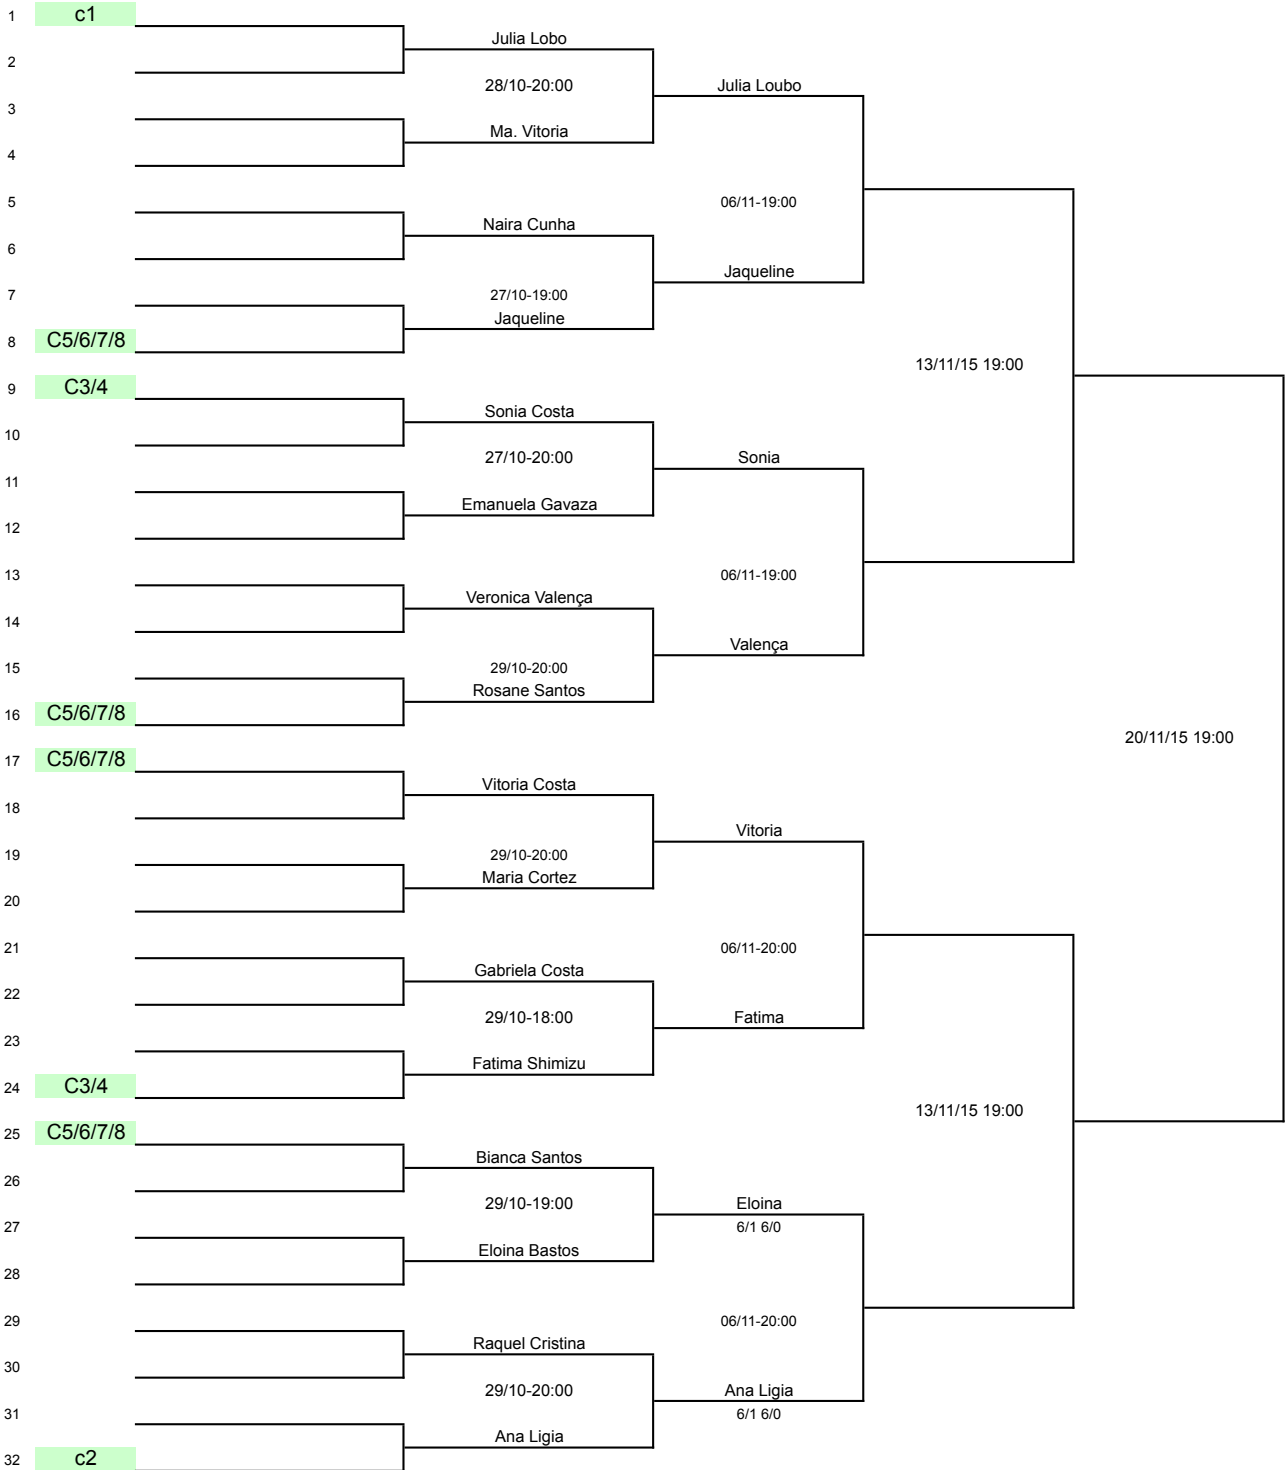 1 c1
Julia Lobo
2
28/10-20:00
Julia Loubo
3
Ma. Vitoria
4
5
06/11-19:00
Naira Cunha
6
Jaqueline
7
27/10-19:00
Jaqueline
8 C5/6/7/8
13/11/15 19:00
9 C3/4
Sonia Costa
10
27/10-20:00
Sonia
11
Emanuela Gavaza
12
13
06/11-19:00
Veronica Valença
14
Valença
15
29/10-20:00
Rosane Santos
16 C5/6/7/8
20/11/15 19:00
17 C5/6/7/8
Vitoria Costa
18
Vitoria
19
29/10-20:00
Maria Cortez
20
21
06/11-20:00
Gabriela Costa
22
29/10-18:00
Fatima
23
Fatima Shimizu
24 C3/4
13/11/15 19:00
25 C5/6/7/8
Bianca Santos
26
29/10-19:00
Eloina
27
6/1 6/0
Eloina Bastos
28
29
06/11-20:00
Raquel Cristina
30
29/10-20:00
Ana Ligia
31
6/1 6/0
Ana Ligia
32 c2